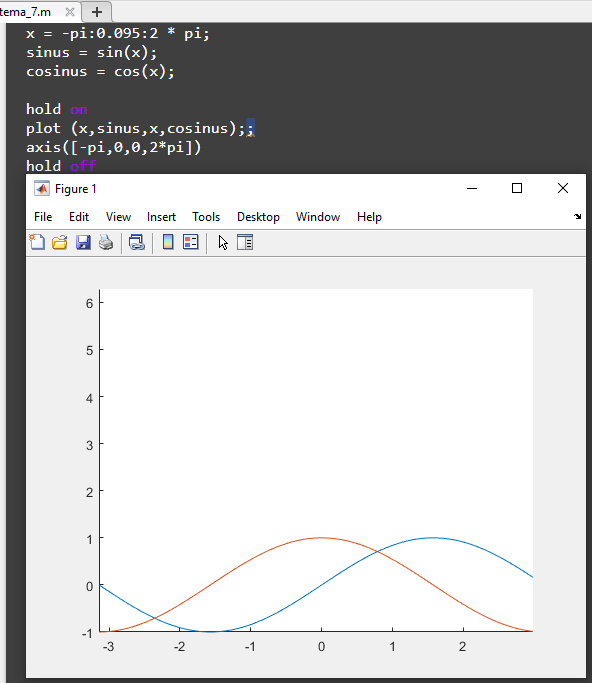 tema_7.m
x = -pi:0.095:2 * pi;
sinus = sin(x);
cosinus = cos(x);
hold on
plot (x,sinus,x,cosinus);;
axis([-pi,0,0,2*pi])
hold off
Figure 1
File Edit View Insert Tools Desktop Window Help
6
5
4
3
2
1
0
-1
-3 -2 -1 0 1 2